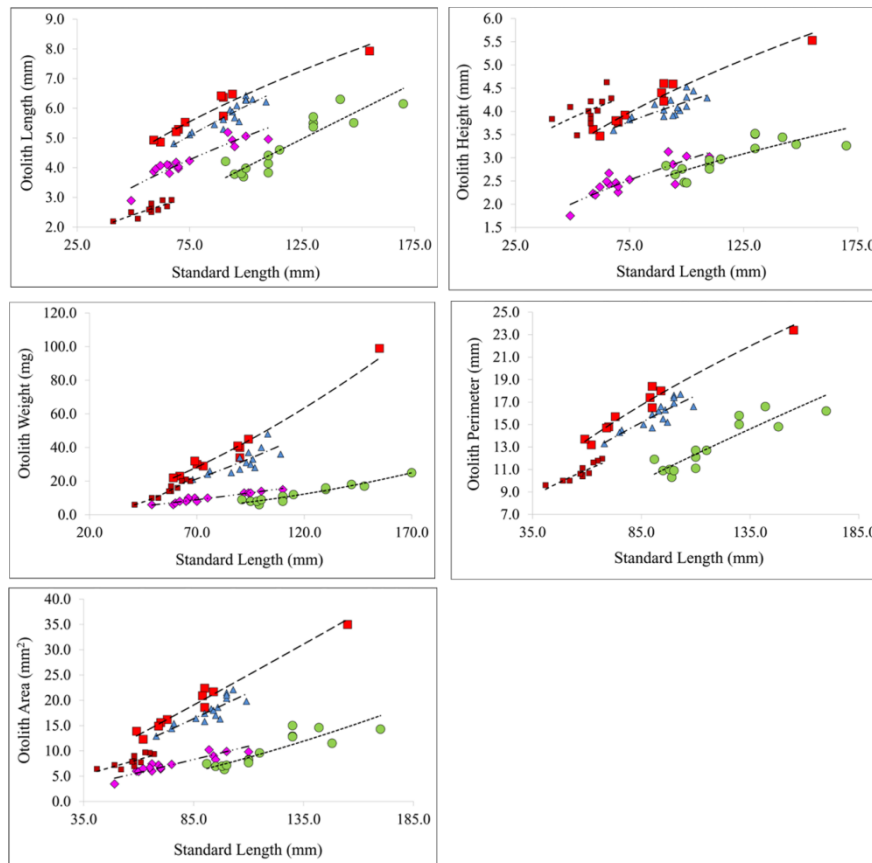 9.0
8.0
7.0
6.0
5.0
4.0
3.0
2.0
25.0 75.0 125.0 175.0
Otolith Length (mm)
Standard Length (mm)
6.0
5.5
5.0
4.5
4.0
3.5
3.0
2.5
2.0
1.5
25.0 75.0 125.0 175.0
Otolith Height (mm)
Standard Length (mm)
120.0
100.0
80.0
60.0
40.0
20.0
0.0
20.0 70.0 120.0 170.0
Otolith Weight (mg)
Standard Length (mm)
25.0
23.0
21.0
19.0
17.0
15.0
13.0
11.0
9.0
7.0
35.0 85.0 135.0 185.0
Otolith Perimeter (mm)
Standard Length (mm)
40.0
35.0
30.0
25.0
20.0
15.0
10.0
5.0
0.0
35.0 85.0 135.0 185.0
Otolith Area (mm²)
Standard Length (mm)